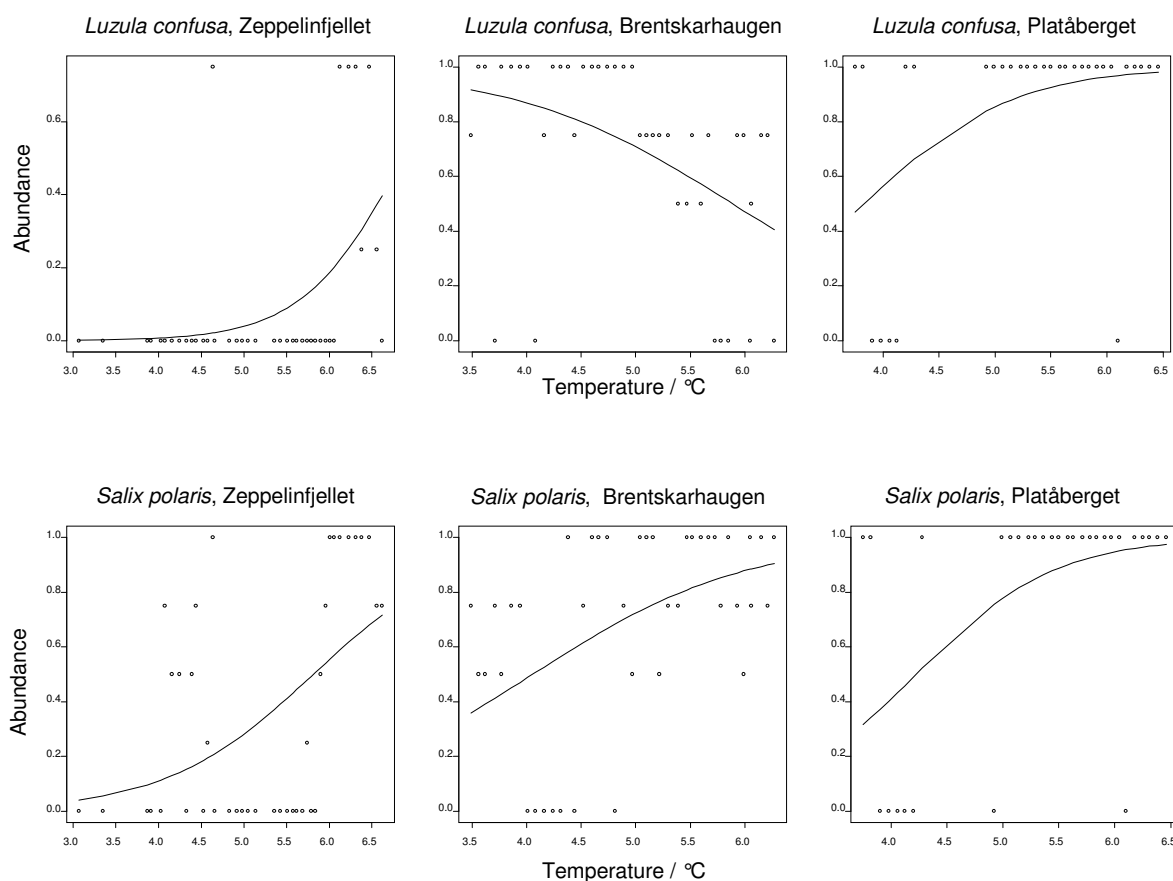 Luzula confusa, Zeppelinfjellet
Luzula confusa, Brentskarhaugen
Luzula confusa, Platåberget
Abundance
0.6
0.4
0.2
0.0
3.0 3.5 4.0 4.5 5.0 5.5 6.0 6.5
1.0
0.8
0.6
0.4
0.2
0.0
3.5 4.0 4.5 5.0 5.5 6.0
1.0
0.8
0.6
0.4
0.2
0.0
4.0 4.5 5.0 5.5 6.0 6.5
Temperature / °C
Salix polaris, Zeppelinfjellet
Salix polaris, Brentskarhaugen
Salix polaris, Platåberget
Abundance
1.0
0.8
0.6
0.4
0.2
0.0
3.0 3.5 4.0 4.5 5.0 5.5 6.0 6.5
1.0
0.8
0.6
0.4
0.2
0.0
3.5 4.0 4.5 5.0 5.5 6.0
1.0
0.8
0.6
0.4
0.2
0.0
4.0 4.5 5.0 5.5 6.0 6.5
Temperature / °C